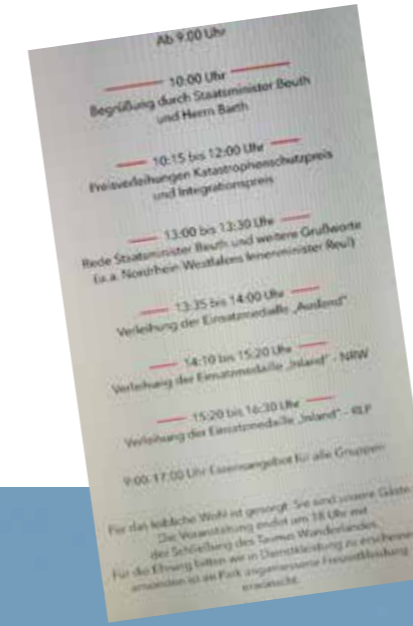 Ab 9.00 Uhr
10:00 Uhr
Begrüßung durch Staatsminister Beuth
und Herrn Barth
10:15 bis 12:00 Uhr
Preisverleihungen Katastrophenschutzpreis
und Integrationspreis
13:00 bis 13:30 Uhr
Rede Staatsminister Beuth und weitere Grußworte
(u.a. Nordrhein-Westfalens Innenminister Reul)
13:35 bis 14:00 Uhr
Verleihung der Einsatzmedaille „Ausland"
14:10 bis 15:20 Uhr
Verleihung der Einsatzmedaille „Inland" - NRW
15:20 bis 16:30 Uhr
Verleihung der Einsatzmedaille „Inland" - RLP
9:00-17:00 Uhr Essensangebot für alle Gruppen
Für das leibliche Wohl ist gesorgt. Sie sind unsere Gäste.
Die Veranstaltung endet um 18 Uhr mit
der Schließung des Taunus Wunderlandes.
Für die Ehrung bitten wir in Dienstkleidung zu erscheinen
ansonsten ist im Park angemessene Freizeitkleidung
erwünscht.